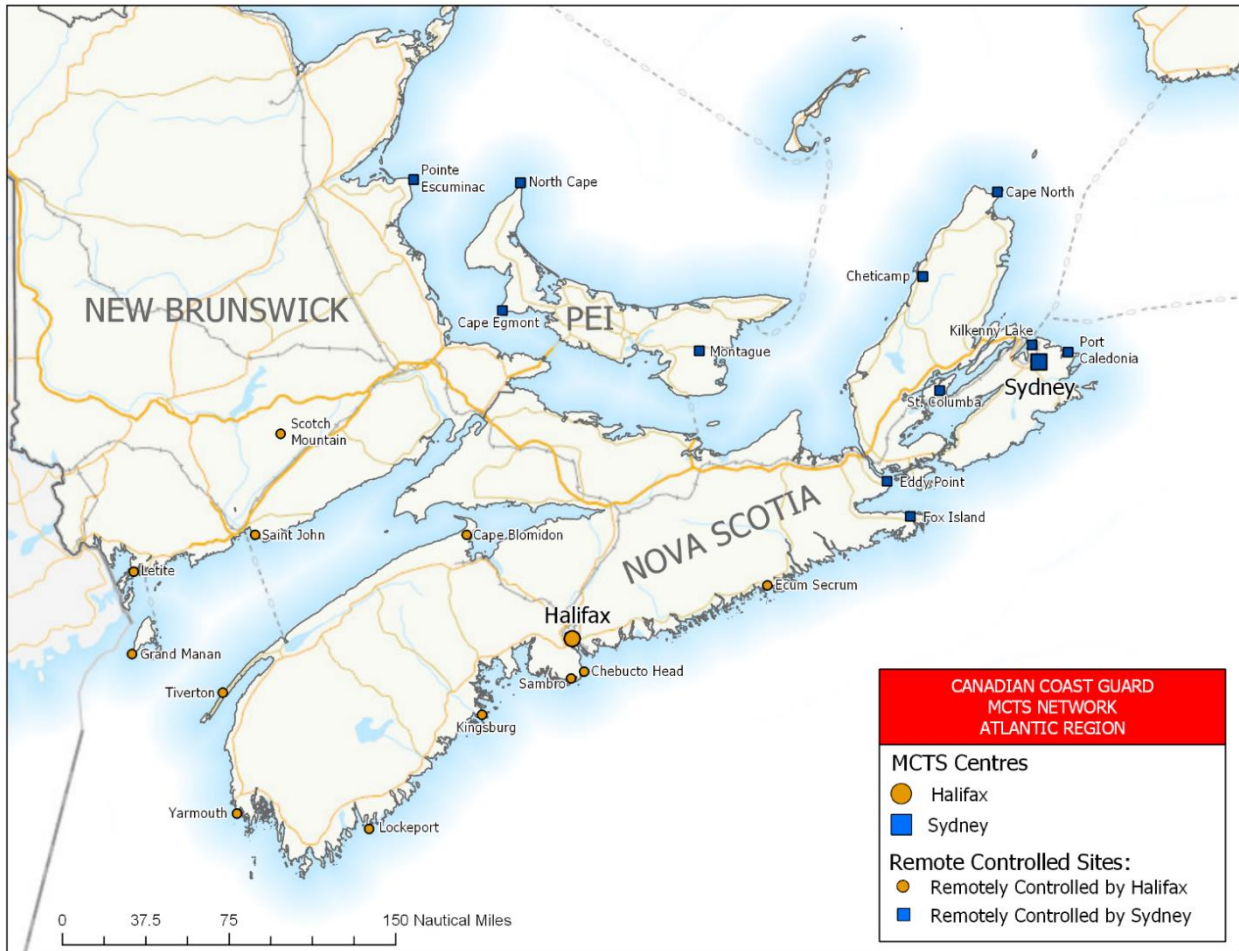 Pointe
Escuminac
North Cape
Cape North
Cheticamp
NEW BRUNSWICK
Cape Egmont
PEI
Kilkenny Lake
Port
Caledonia
Montague
Sydney
St. Columba
Scotch
Mountain
Eddy Point
Fox Island
NOVA SCOTIA
Saint John
Cape Blomidon
Letite
Ecum Secrum
Halifax
Grand Manan
Chebucto Head
Sambro
Tiverton
Kingsburg
Yarmouth
Lockeport
CANADIAN COAST GUARD
MCTS NETWORK
ATLANTIC REGION
MCTS Centres
Halifax
Sydney
Remote Controlled Sites:
Remotely Controlled by Halifax
Remotely Controlled by Sydney
0 37.5 75 150 Nautical Miles